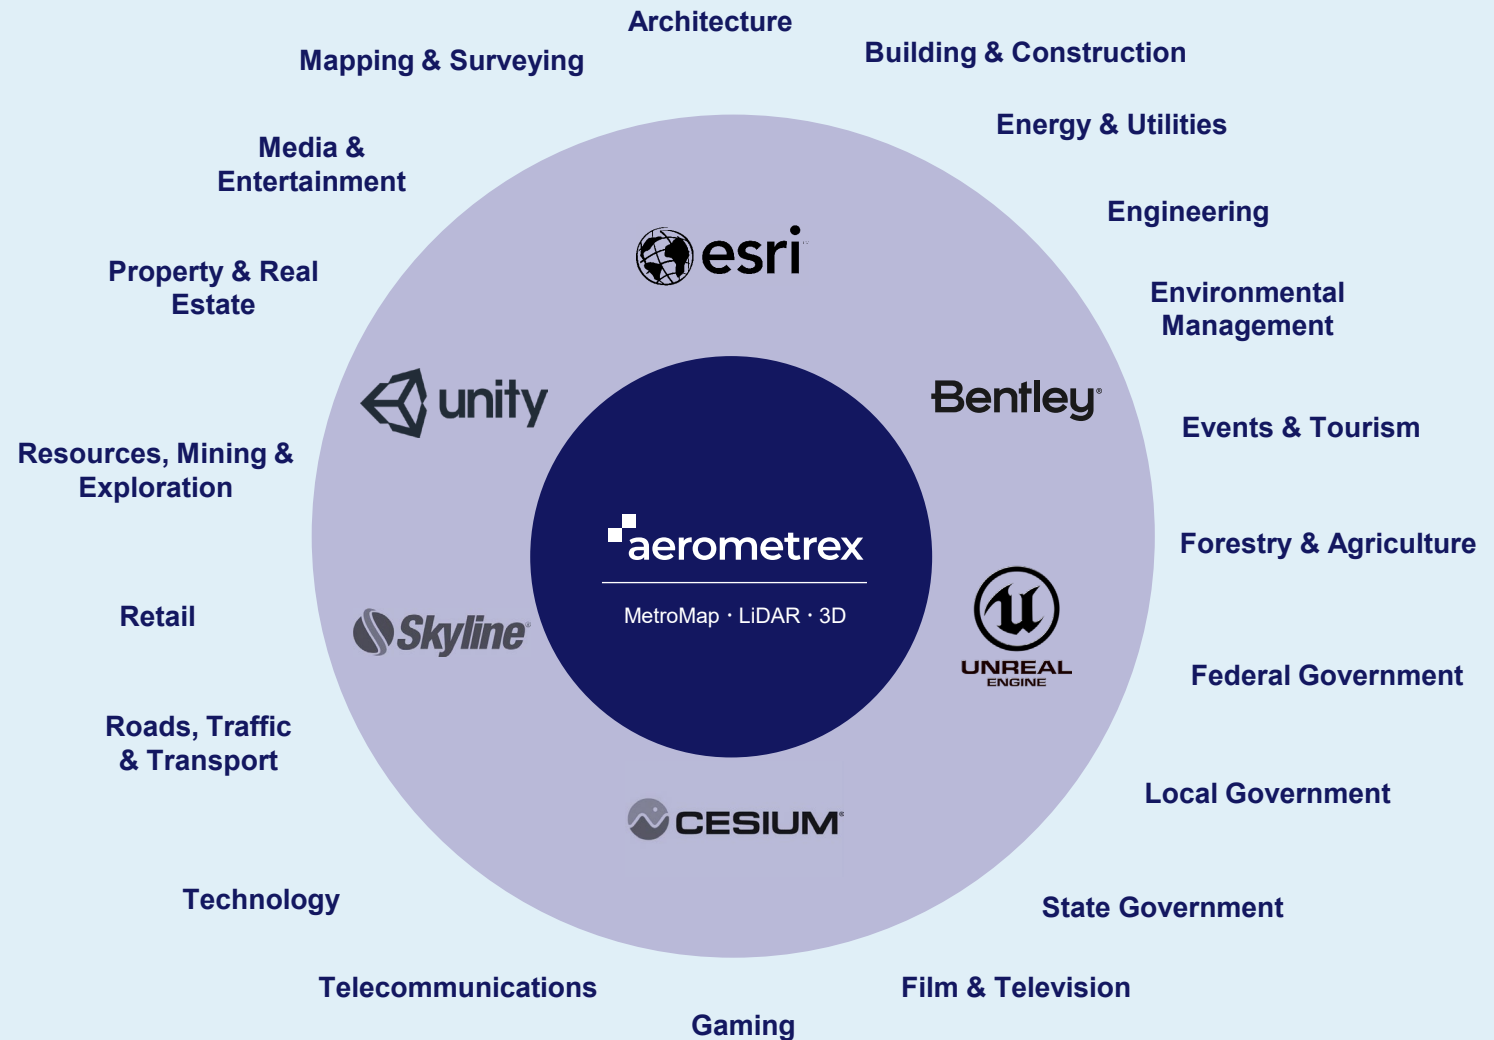 Architecture
Mapping & Surveying
Building & Construction
Energy & Utilities
Media &
Entertainment
Engineering
esri
Property & Real
Estate
Environmental
Management
unity
Bentley®
Events & Tourism
Resources, Mining &
Exploration
aerometrex
Forestry & Agriculture
MetroMap · LiDAR · 3D
Retail
Skyline®
UNREAL
ENGINE
Federal Government
Roads, Traffic
& Transport
Local Government
CESIUM®
Technology
State Government
Telecommunications
Film & Television
Gaming